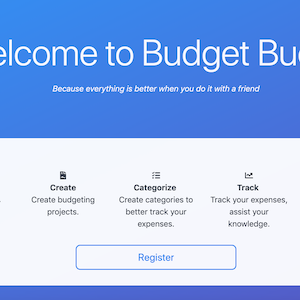 elcome to Budget Bu
Because everything is better when you do it with a friend
Create
Create budgeting
projects.
Categorize
Create categories to
better track your
expenses.
Track
Track your expenses,
assist your
knowledge.
Register